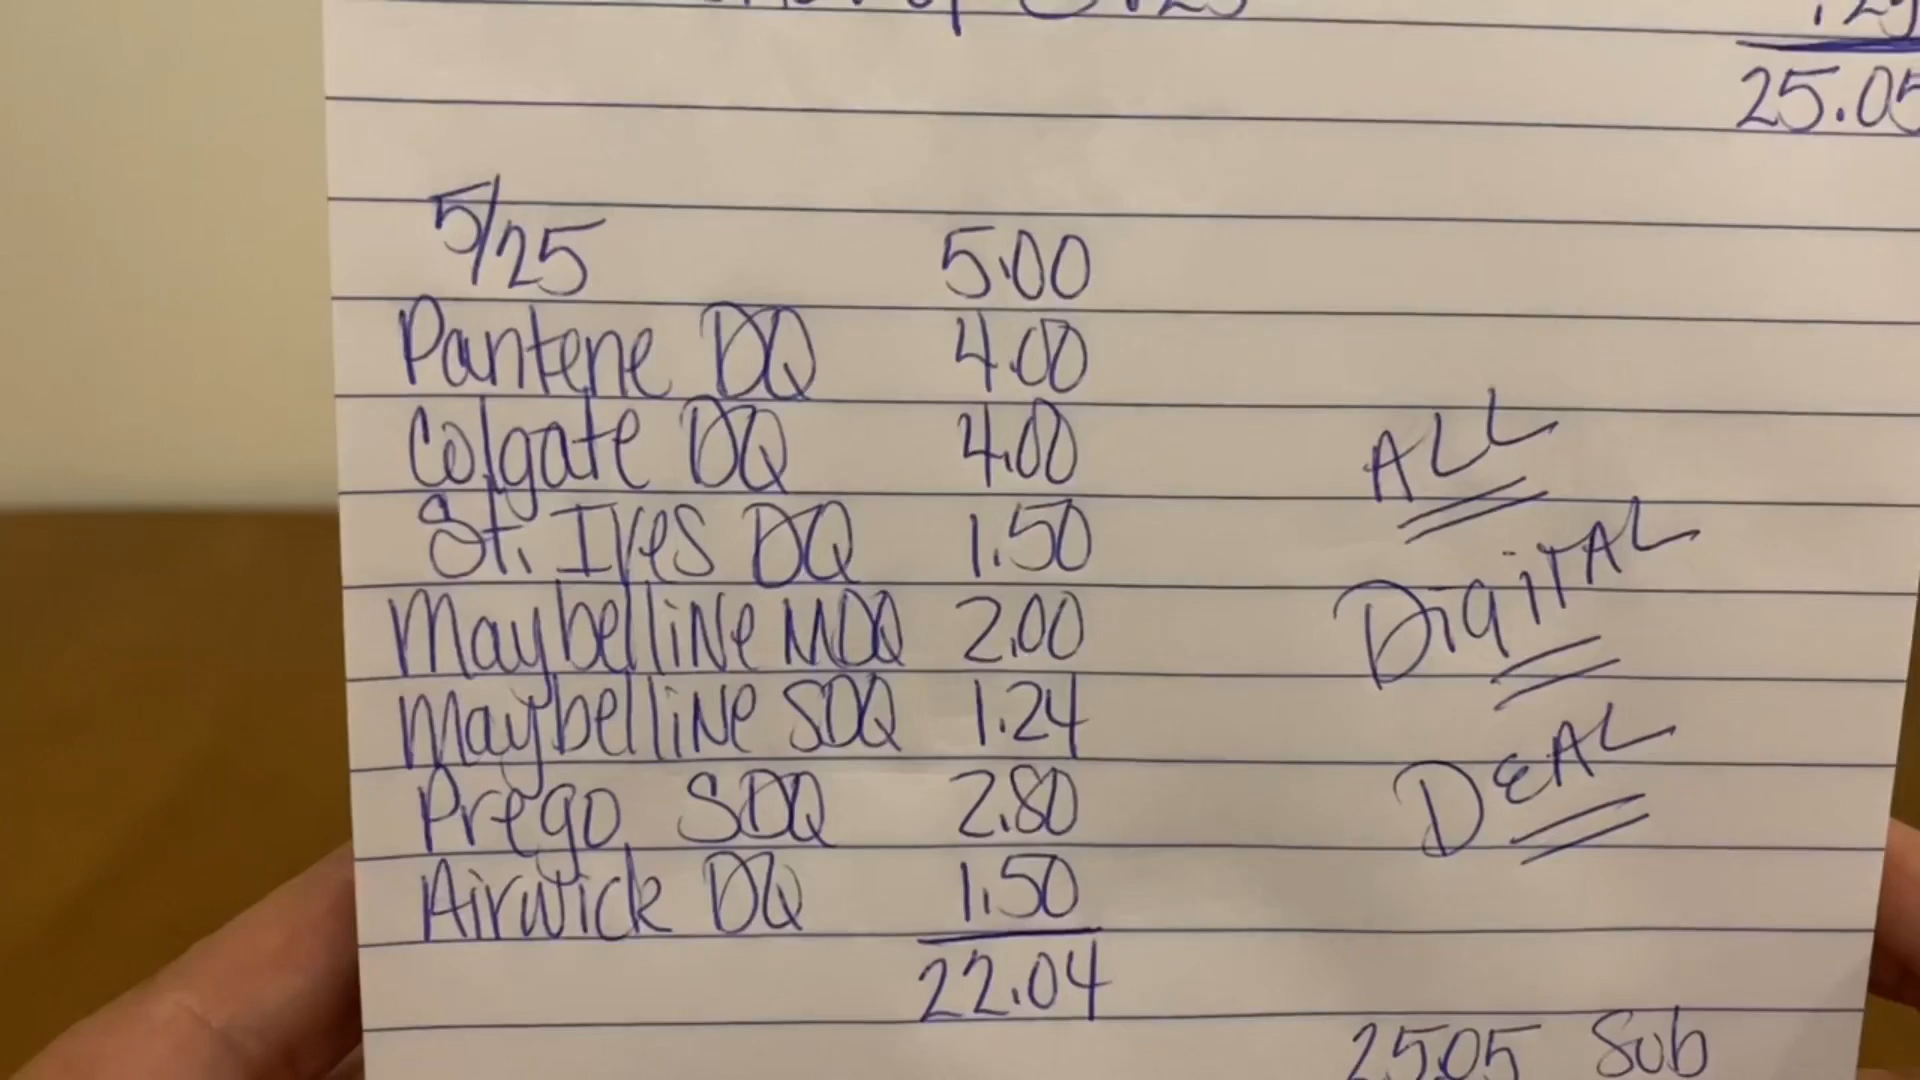 25.05
5/25 5.00
Pantene DQ 4.00
Colgate DQ 4.00
St. Ives DQ 1.50
Maybelline MDQ 2.00
Maybelline SDQ 1.24
Prego SDQ 2.80
Airwick DQ 1.50
22.04
ALL
DigiTAL
DEAL
25.05 Sub